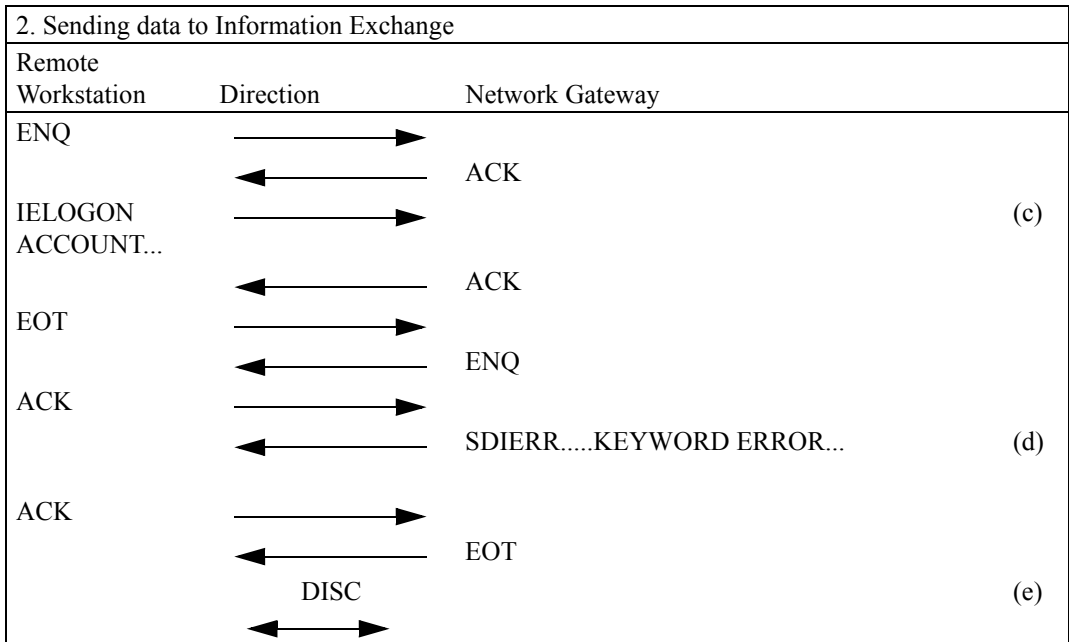 2. Sending data to Information Exchange
Remote
Workstation Direction Network Gateway
ENQ
ACK
IELOGON (c)
ACCOUNT...
ACK
EOT
ENQ
ACK
SDIERR.....KEYWORD ERROR... (d)
ACK
EOT
DISC (e)